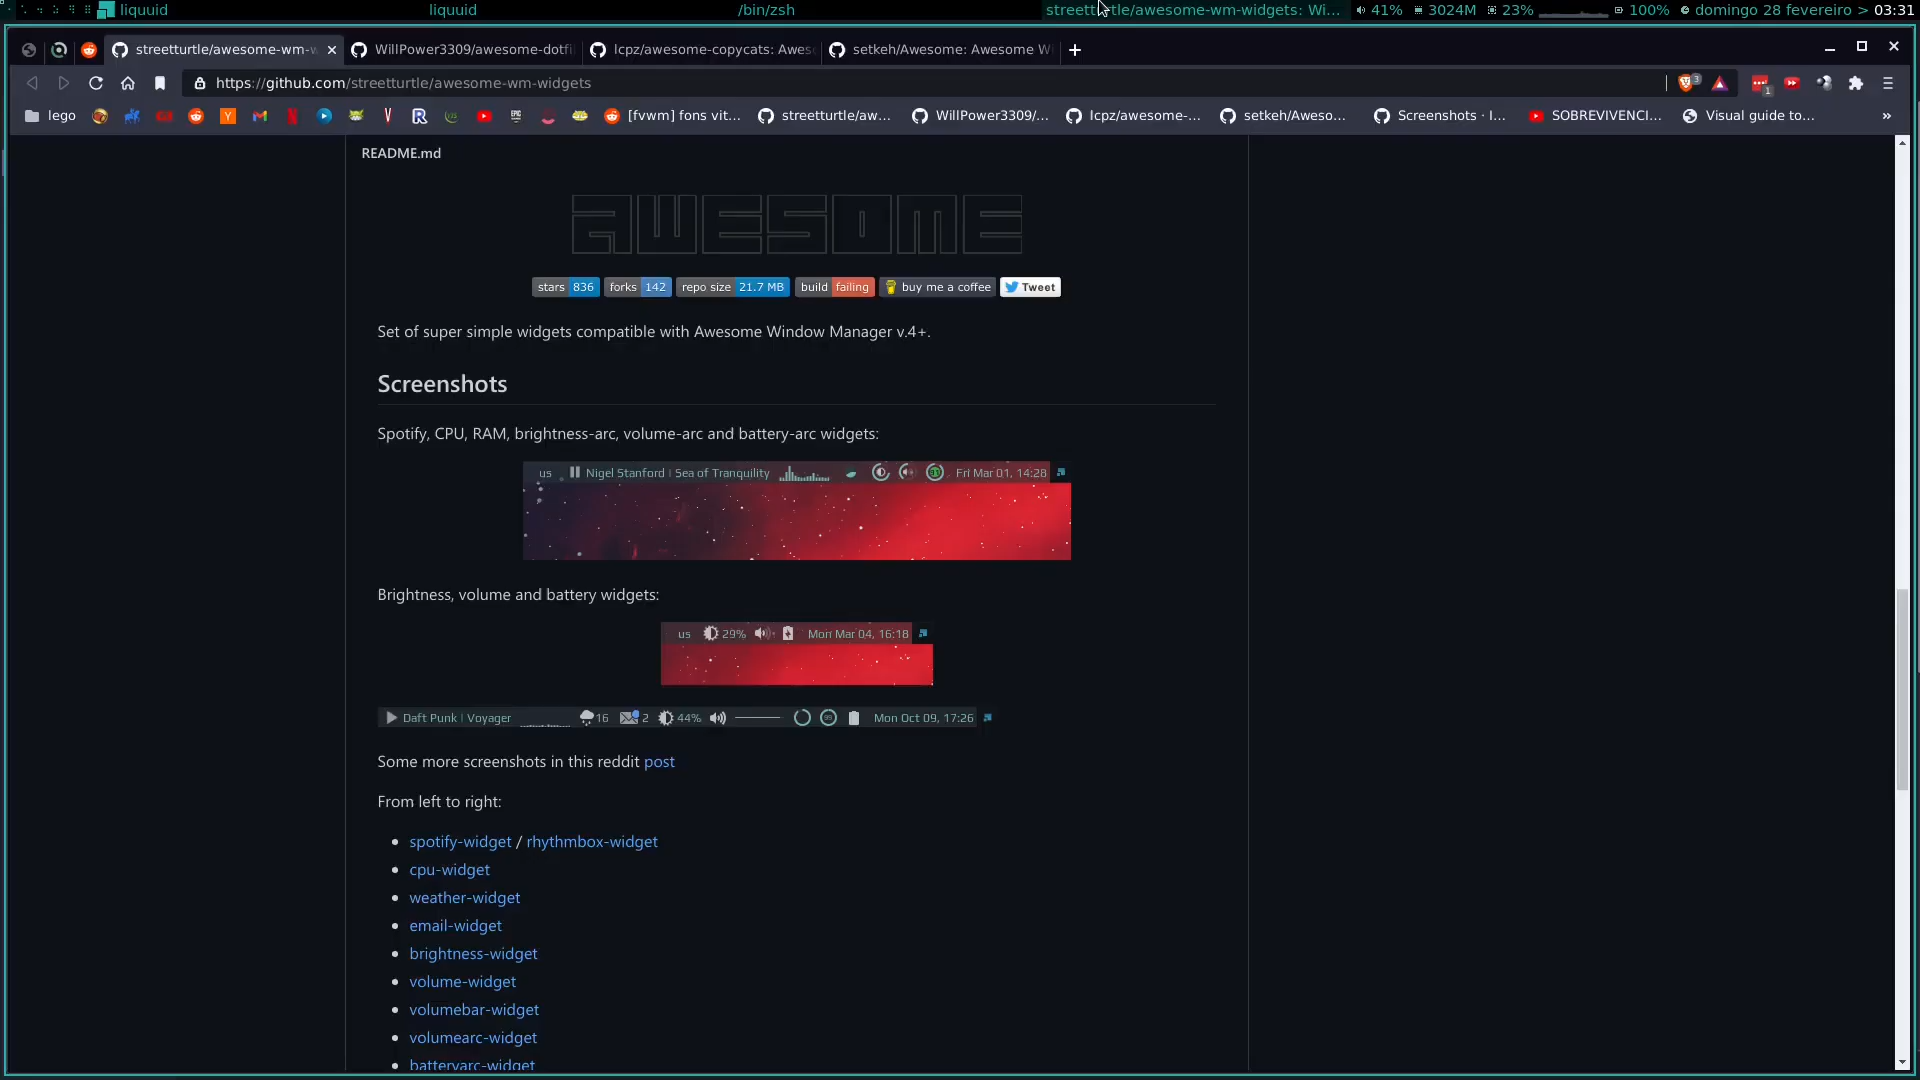 liquuid liquuid /bin/zsh streetturtle/awesome-wm-widgets: Wi... 41% 3024M 23% 100% domingo 28 fevereiro > 03:31
streetturtle/awesome-wm-w WillPower3309/awesome-dotfi lcpz/awesome-copycats: Awes setkeh/Awesome: Awesome W
https://github.com/streetturtle/awesome-wm-widgets 3 1
lego [fvwm] fons vit... streetturtle/aw... WillPower3309/... lcpz/awesome-... setkeh/Aweso... Screenshots · I... SOBREVIVENCI... Visual guide to... »
README.md
AWESOME
stars 836 forks 142 repo size 21.7 MB build failing buy me a coffee Tweet
Set of super simple widgets compatible with Awesome Window Manager v.4+.
Screenshots
Spotify, CPU, RAM, brightness-arc, volume-arc and battery-arc widgets:
us Nigel Stanford | Sea of Tranquility Fri Mar 01, 14:28
Brightness, volume and battery widgets:
us 29% Mon Mar 04, 16:18
Daft Punk | Voyager 16 2 44% Mon Oct 09, 17:26
Some more screenshots in this reddit post
From left to right:
• spotify-widget / rhythmbox-widget
• cpu-widget
• weather-widget
• email-widget
• brightness-widget
• volume-widget
• volumebar-widget
• volumearc-widget
• batteryarc-widget